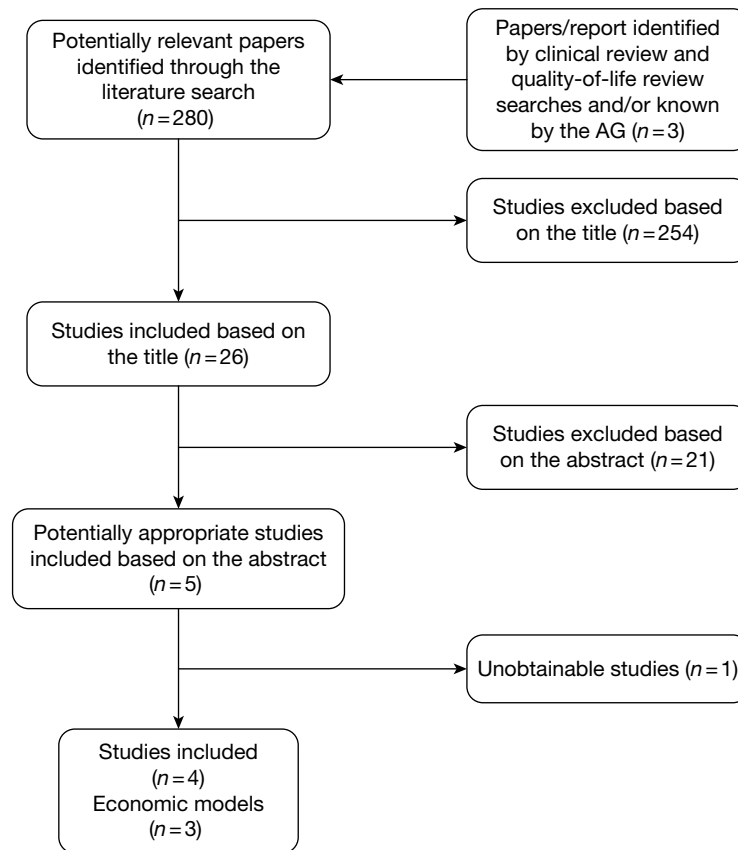 Potentially relevant papers
identified through the
literature search
(n=280)
Papers/report identified
by clinical review and
quality-of-life review
searches and/or known
by the AG (n=3)
Studies excluded based
on the title (n=254)
Studies included based on
the title (n=26)
Studies excluded based
on the abstract (n=21)
Potentially appropriate studies
included based on the abstract
(n=5)
Unobtainable studies (n=1)
Studies included
(n=4)
Economic models
(n=3)